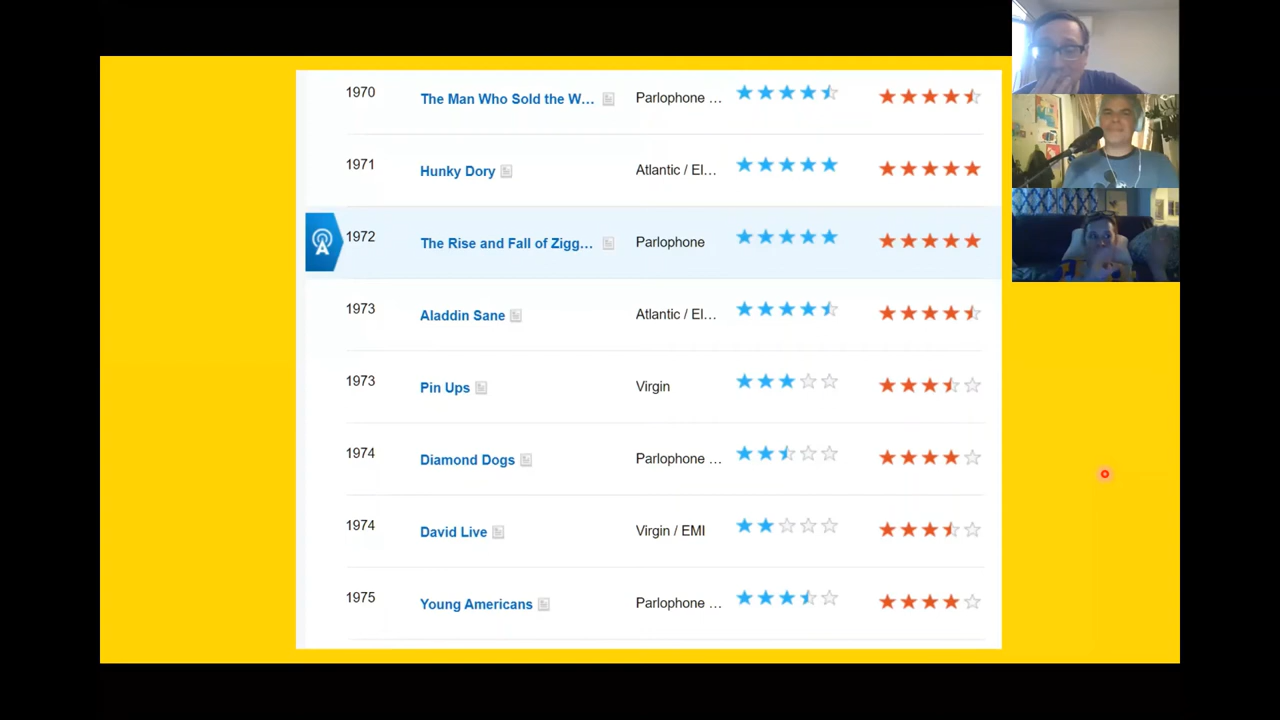 1970 The Man Who Sold the W... Parlophone ...
1971 Hunky Dory Atlantic / El...
1972 The Rise and Fall of Zigg... Parlophone
1973 Aladdin Sane Atlantic / El...
1973 Pin Ups Virgin
1974 Diamond Dogs Parlophone ...
1974 David Live Virgin / EMI
1975 Young Americans Parlophone ...